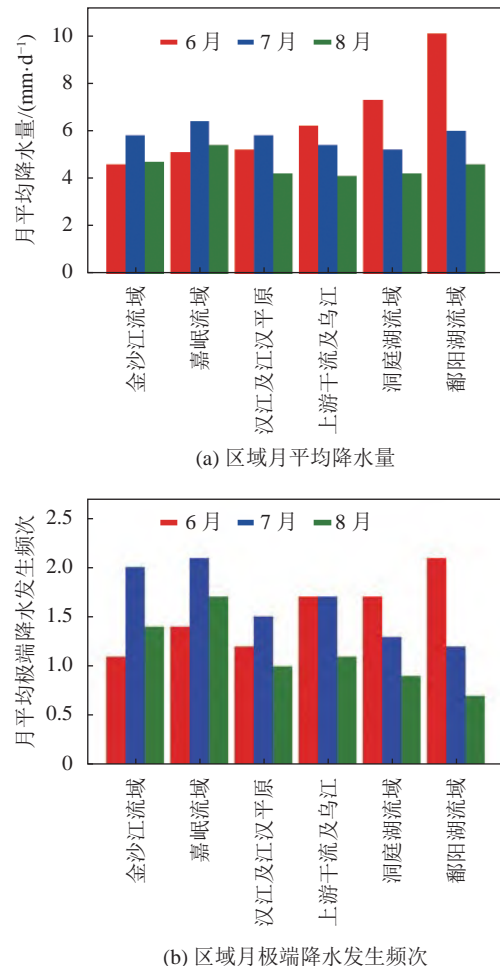 10
8
6
4
2
0
月平均降水量/(mm·d⁻¹)
6月 7月 8月
金沙江流域
嘉岷流域
汉江及江汉平原
上游干流及乌江
洞庭湖流域
鄱阳湖流域
(a) 区域月平均降水量
2.5
2.0
1.5
1.0
0.5
0
月平均极端降水发生频次
6月 7月 8月
金沙江流域
嘉岷流域
汉江及江汉平原
上游干流及乌江
洞庭湖流域
鄱阳湖流域
(b) 区域月极端降水发生频次